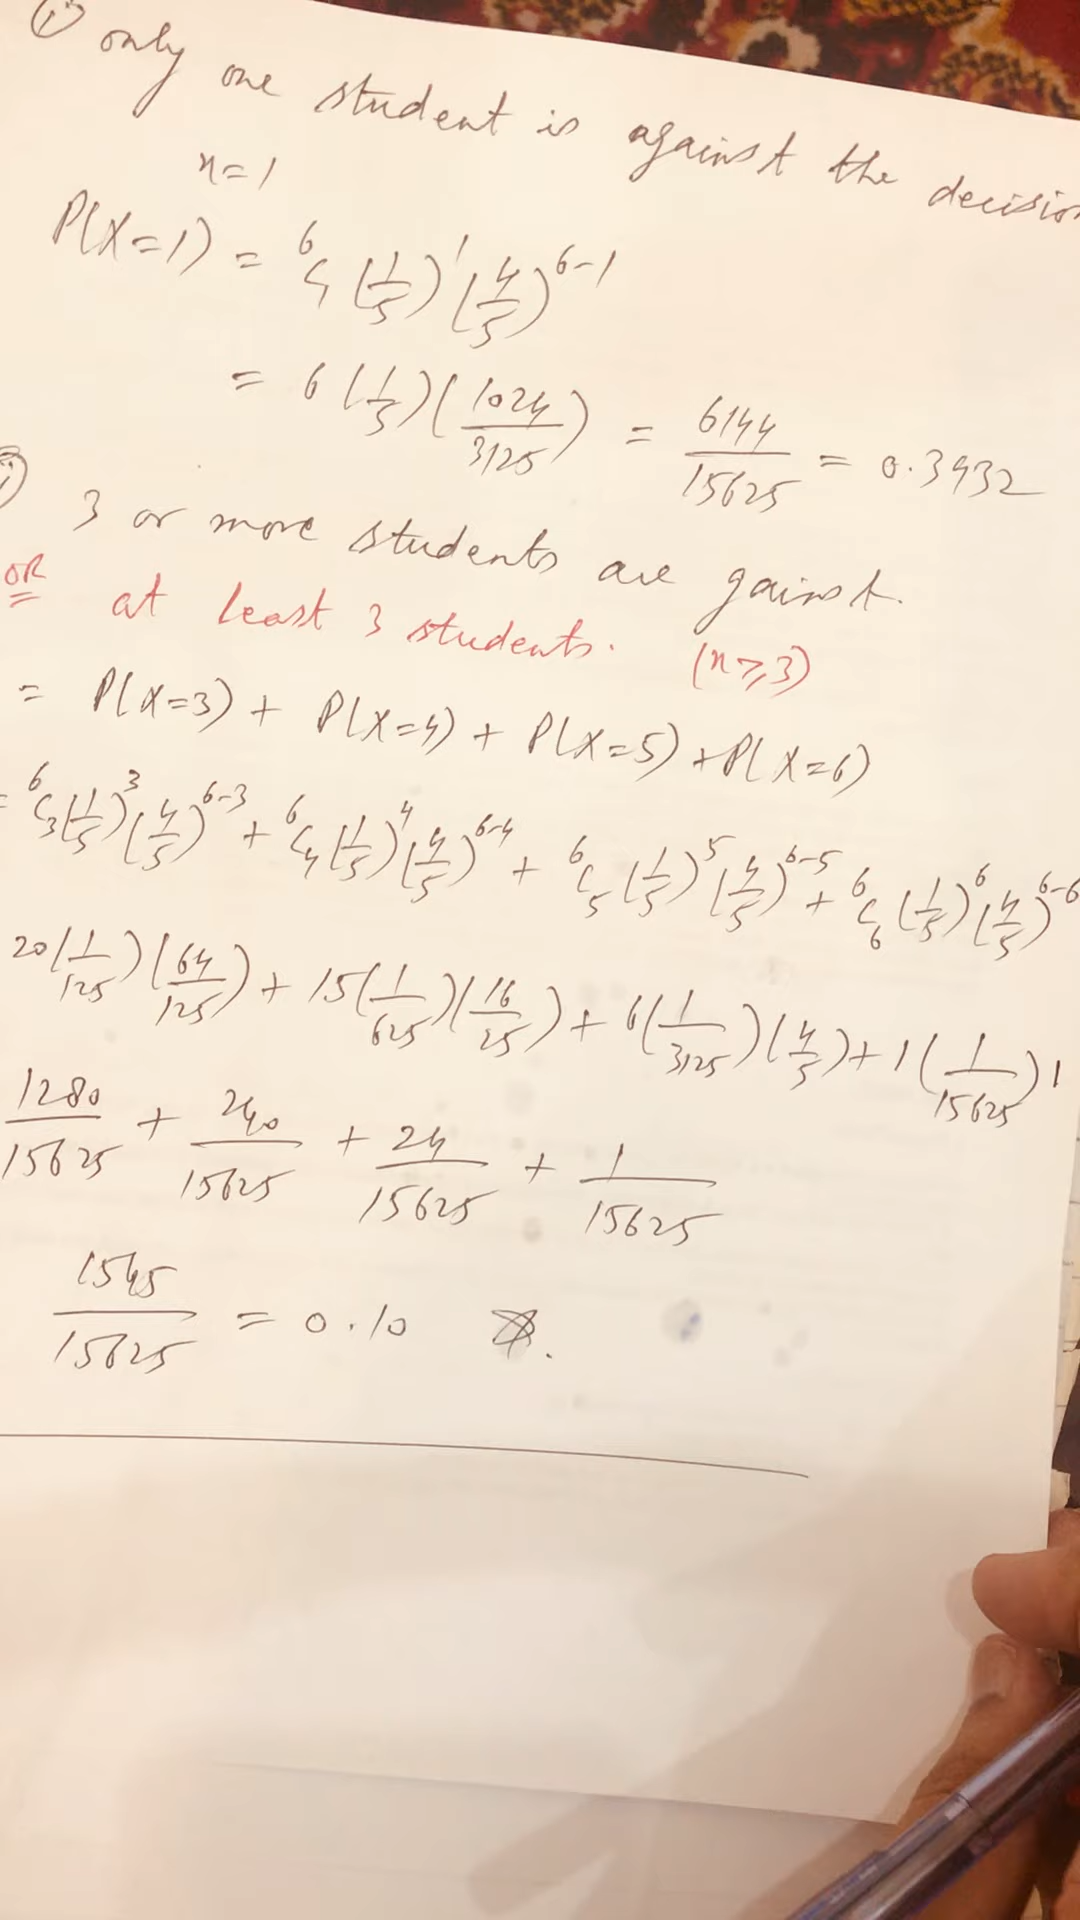 ① only one student is against the decision
n=1
P(X=1) = ⁶C₁ (1/5)¹ (4/5)⁶⁻¹
= 6 (1/5) (1024/3125) = 6144/15625 = 0.3932
3 or more students are gainst.
OR at least 3 students. (n⩾3)
= P(X=3) + P(X=4) + P(X=5) + P(X=6)
= ⁶C₃ (1/5)³ (4/5)⁶⁻³ + ⁶C₄ (1/5)⁴ (4/5)⁶⁻⁴ + ⁶C₅ (1/5)⁵ (4/5)⁶⁻⁵ + ⁶C₆ (1/5)⁶ (4/5)⁶⁻⁶
20 (1/125) (64/125) + 15 (1/625) (16/25) + 6 (1/3125) (4/5) + 1 (1/15625) 1
1280/15625 + 240/15625 + 24/15625 + 1/15625
1545/15625 = 0.10